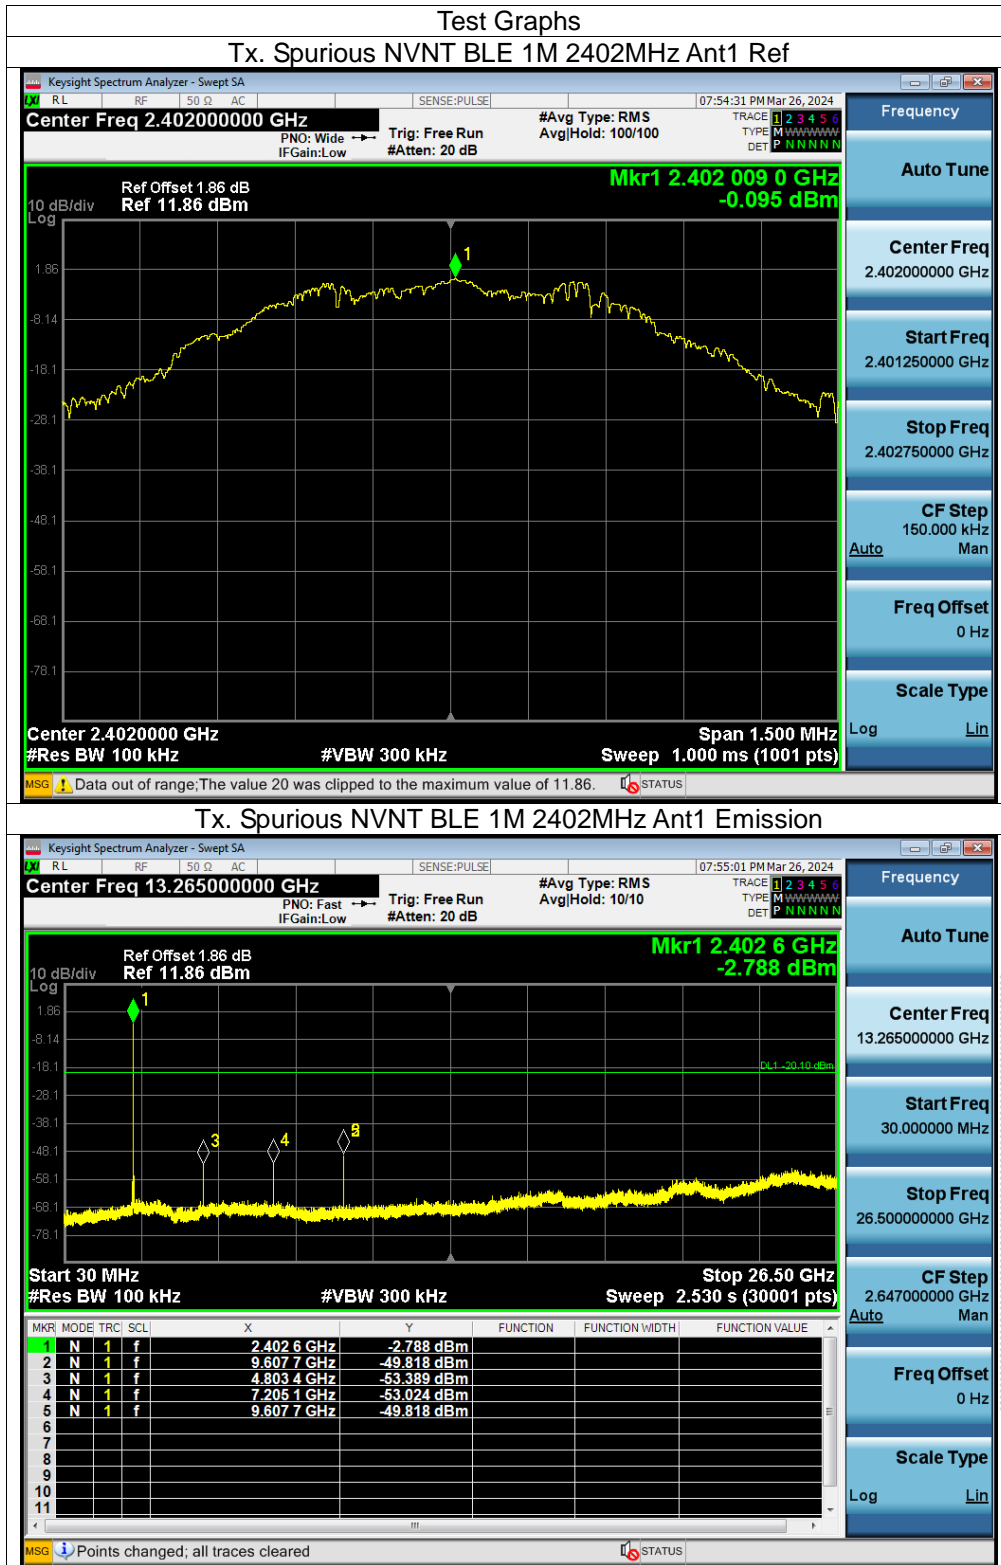 Test Graphs
Tx. Spurious NVNT BLE 1M 2402MHz Ant1 Ref
Keysight Spectrum Analyzer - Swept SA
LXI RL RF 50 Ω AC SENSE:PULSE 07:54:31 PM Mar 26, 2024
Center Freq 2.402000000 GHz
PNO: Wide
IFGain:Low
Trig: Free Run
#Atten: 20 dB
#Avg Type: RMS
Avg|Hold: 100/100
TRACE 1 2 3 4 5 6
TYPE M W W W W W
DET P N N N N N
Frequency
Auto Tune
Center Freq
2.402000000 GHz
Start Freq
2.401250000 GHz
Stop Freq
2.402750000 GHz
CF Step
150.000 kHz
Auto Man
Freq Offset
0 Hz
Scale Type
Log Lin
Mkr1 2.402 009 0 GHz
-0.095 dBm
Ref Offset 1.86 dB
10 dB/div Ref 11.86 dBm
Log
1
1.86
-8.14
-18.1
-28.1
-38.1
-48.1
-58.1
-68.1
-78.1
Center 2.4020000 GHz Span 1.500 MHz
#Res BW 100 kHz #VBW 300 kHz Sweep 1.000 ms (1001 pts)
MSG Data out of range;The value 20 was clipped to the maximum value of 11.86. STATUS
Tx. Spurious NVNT BLE 1M 2402MHz Ant1 Emission
Keysight Spectrum Analyzer - Swept SA
LXI RL RF 50 Ω AC SENSE:PULSE 07:55:01 PM Mar 26, 2024
Center Freq 13.265000000 GHz
PNO: Fast
IFGain:Low
Trig: Free Run
#Atten: 20 dB
#Avg Type: RMS
Avg|Hold: 10/10
TRACE 1 2 3 4 5 6
TYPE M W W W W W
DET P N N N N N
Frequency
Auto Tune
Center Freq
13.265000000 GHz
Start Freq
30.000000 MHz
Stop Freq
26.500000000 GHz
CF Step
2.647000000 GHz
Auto Man
Freq Offset
0 Hz
Scale Type
Log Lin
Mkr1 2.402 6 GHz
-2.788 dBm
Ref Offset 1.86 dB
10 dB/div Ref 11.86 dBm
Log
1
1.86
-8.14
-18.1
DL1 -20.10 dBm
-28.1
-38.1
3 4
-48.1
-58.1
-68.1
-78.1
Start 30 MHz Stop 26.50 GHz
#Res BW 100 kHz #VBW 300 kHz Sweep 2.530 s (30001 pts)
MKR MODE TRC SCL X Y FUNCTION FUNCTION WIDTH FUNCTION VALUE
1 N 1 f 2.402 6 GHz -2.788 dBm
2 N 1 f 9.607 7 GHz -49.818 dBm
3 N 1 f 4.803 4 GHz -53.389 dBm
4 N 1 f 7.205 1 GHz -53.024 dBm
5 N 1 f 9.607 7 GHz -49.818 dBm
6
7
8
9
10
11
MSG Points changed; all traces cleared STATUS